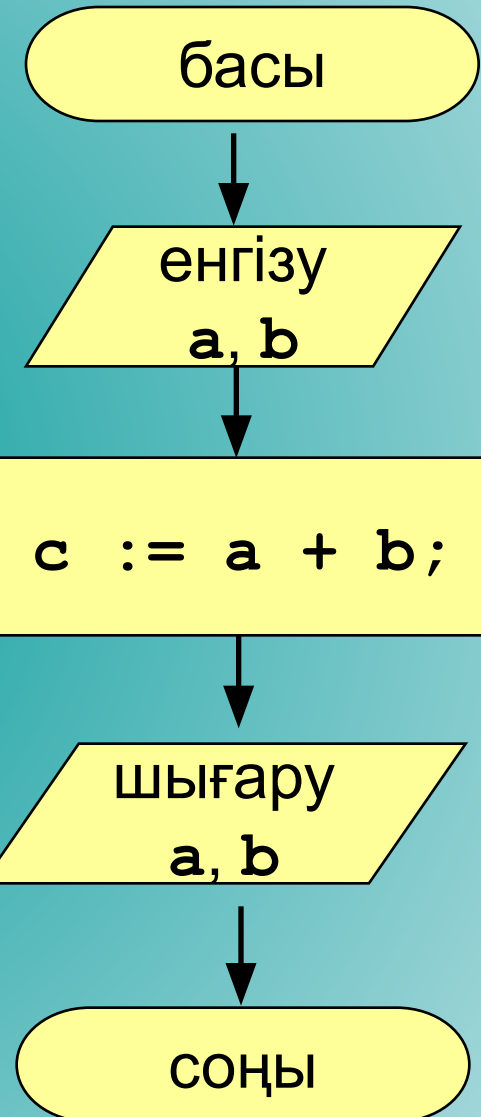 басы
енгізу
a, b
c := a + b;
шығару
a, b
соңы